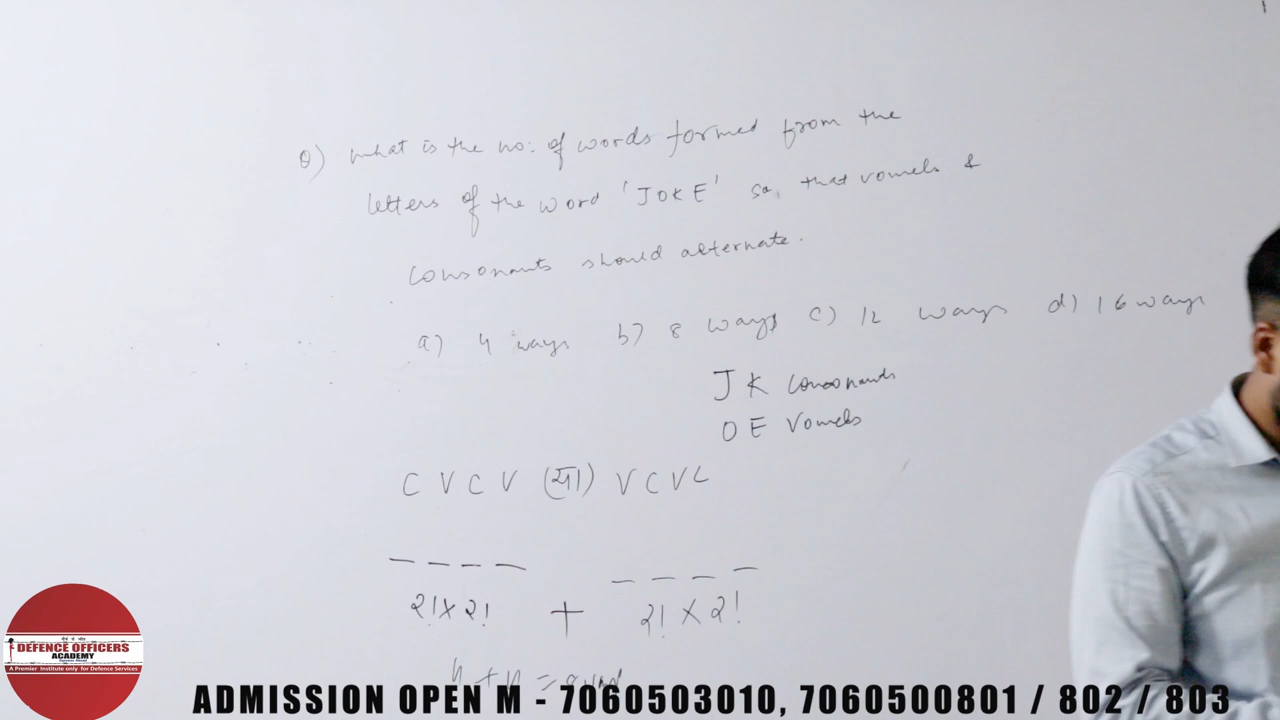 Q) what is the no: of words formed from the
letters of the word 'JOKE' so that vowels &
consonants should alternate.
a) 4 ways b) 8 ways c) 12 ways d) 16 ways
J K consonants
O E Vowels
C V C V (या) V C V C
_ _ _ _ _ _ _ _
2! x 2! + 2! x 2!
4 + 4 = 8
DEFENCE OFFICERS
ACADEMY
A Premier Institute only for Defence Services
ADMISSION OPEN M - 7060503010, 7060500801 / 802 / 803